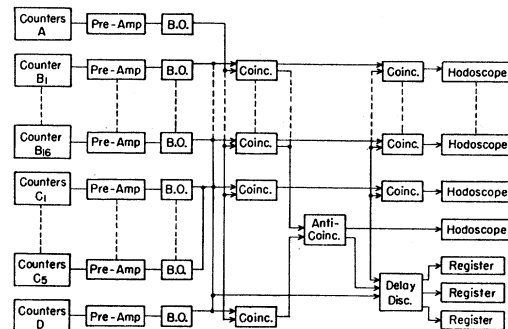 Counters
A
Pre-Amp
B.O.
Counter
B1
Pre-Amp
B.O.
Coinc.
Coinc.
Hodoscope
Counter
B16
Pre-Amp
B.O.
Coinc.
Coinc.
Hodoscope
Counters
C1
Pre-Amp
B.O.
Coinc.
Coinc.
Hodoscope
Anti-
Coinc.
Hodoscope
Counters
C5
Pre-Amp
B.O.
Delay
Disc.
Register
Register
Register
Counters
D
Pre-Amp
B.O.
Coinc.